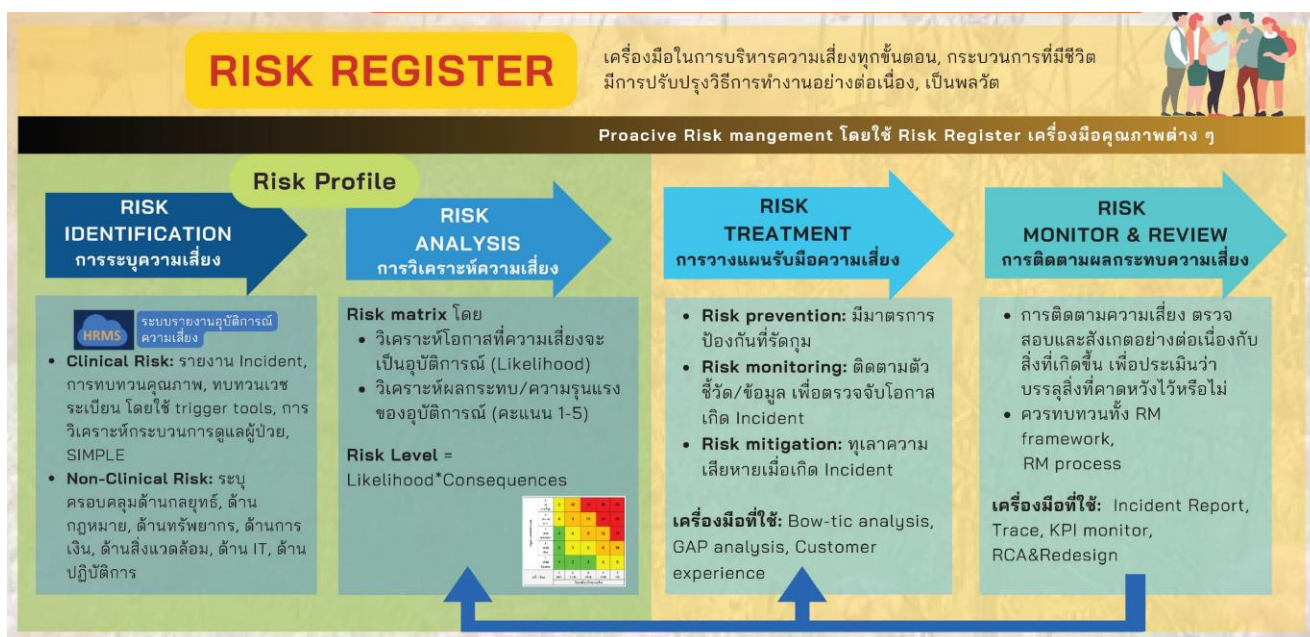 RISK REGISTER
เครื่องมือในการบริหารความเสี่ยงทุกขั้นตอน, กระบวนการที่มีชีวิต
มีการปรับปรุงวิธีการทำงานอย่างต่อเนื่อง, เป็นพลวัต
Proacive Risk mangement โดยใช้ Risk Register เครื่องมือคุณภาพต่าง ๆ
Risk Profile
RISK
IDENTIFICATION
การระบุความเสี่ยง
HRMS
ระบบรายงานอุบัติการณ์
ความเสี่ยง
• Clinical Risk: รายงาน Incident,
การทบทวนคุณภาพ, ทบทวนเวช
ระเบียน โดยใช้ trigger tools, การ
วิเคราะห์กระบวนการดูแลผู้ป่วย,
SIMPLE
• Non-Clinical Risk: ระบุ
ครอบคลุมด้านกลยุทธ์, ด้าน
กฎหมาย, ด้านทรัพยากร, ด้านการ
เงิน, ด้านสิ่งแวดล้อม, ด้าน IT, ด้าน
ปฏิบัติการ
RISK
ANALYSIS
การวิเคราะห์ความเสี่ยง
Risk matrix โดย
• วิเคราะห์โอกาสที่ความเสี่ยงจะ
เป็นอุบัติการณ์ (Likelihood)
• วิเคราะห์ผลกระทบ/ความรุนแรง
ของอุบัติการณ์ (คะแนน 1-5)
Risk Level =
Likelihood*Consequences
RISK
TREATMENT
การวางแผนรับมือความเสี่ยง
• Risk prevention: มีมาตรการ
ป้องกันที่รัดกุม
• Risk monitoring: ติดตามตัว
ชี้วัด/ข้อมูล เพื่อตรวจจับโอกาส
เกิด Incident
• Risk mitigation: ทุเลาความ
เสียหายเมื่อเกิด Incident
เครื่องมือที่ใช้: Bow-tic analysis,
GAP analysis, Customer
experience
RISK
MONITOR & REVIEW
การติดตามผลกระทบความเสี่ยง
• การติดตามความเสี่ยง ตรวจ
สอบและสังเกตอย่างต่อเนื่องกับ
สิ่งที่เกิดขึ้น เพื่อประเมินว่า
บรรลุสิ่งที่คาดหวังไว้หรือไม่
• ควรทบทวนทั้ง RM
framework,
RM process
เครื่องมือที่ใช้: Incident Report,
Trace, KPI monitor,
RCA&Redesign